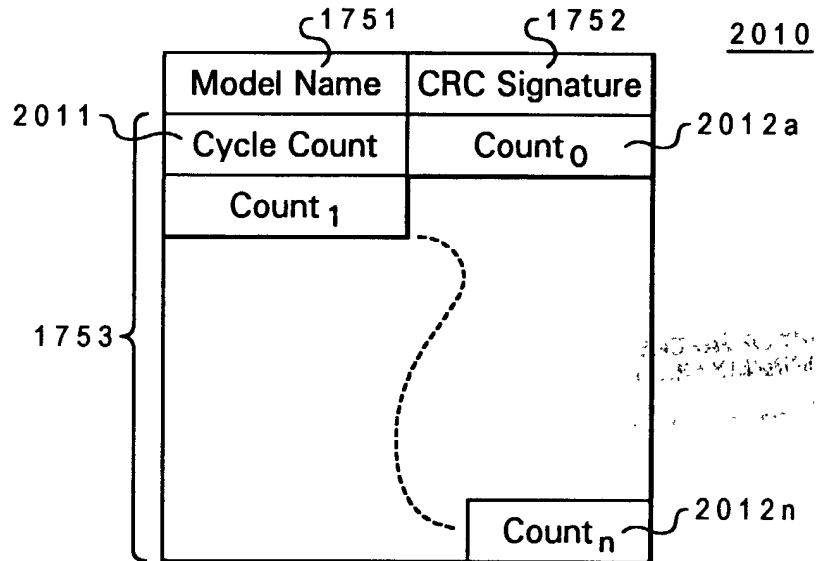 1751 1752 2010
Model Name CRC Signature
2011 Cycle Count Count₀ 2012a
Count₁
1753
Countₙ 2012n